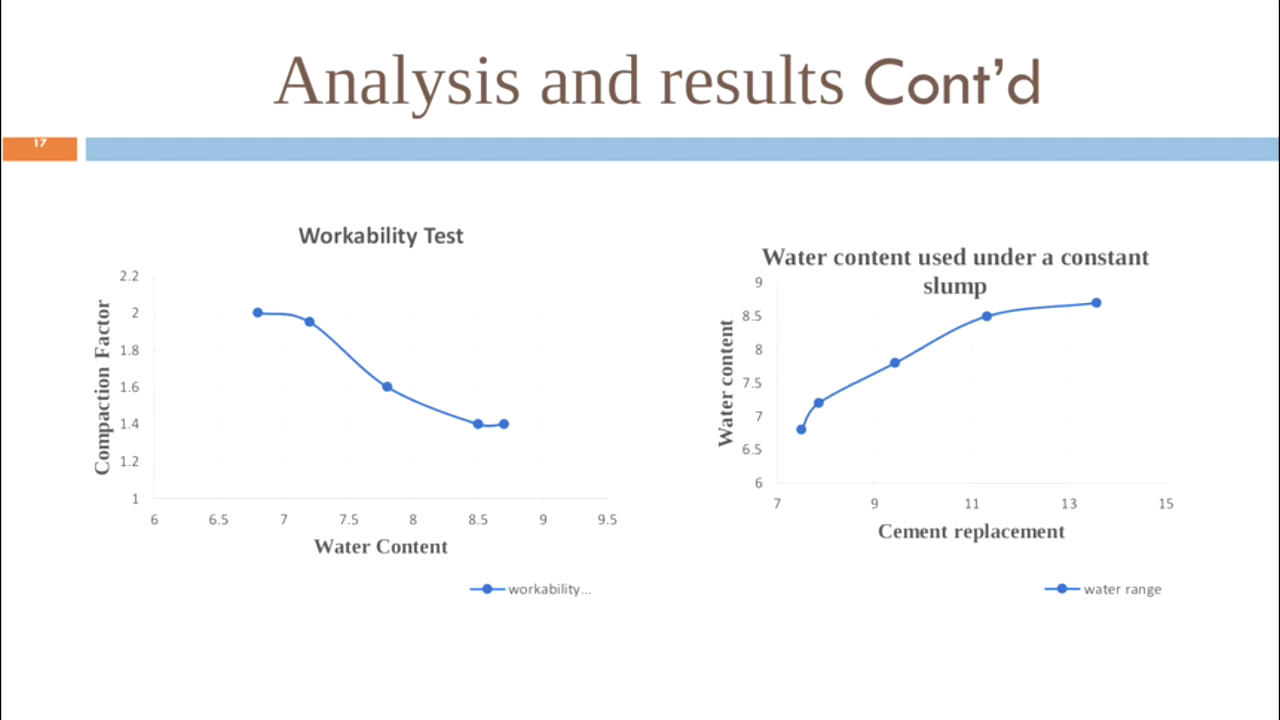 Analysis and results Cont’d
17
Workability Test
Compaction Factor
2.2
2
1.8
1.6
1.4
1.2
1
6 6.5 7 7.5 8 8.5 9 9.5
Water Content
workability...
Water content used under a constant
slump
Water content
9
8.5
8
7.5
7
6.5
6
7 9 11 13 15
Cement replacement
water range